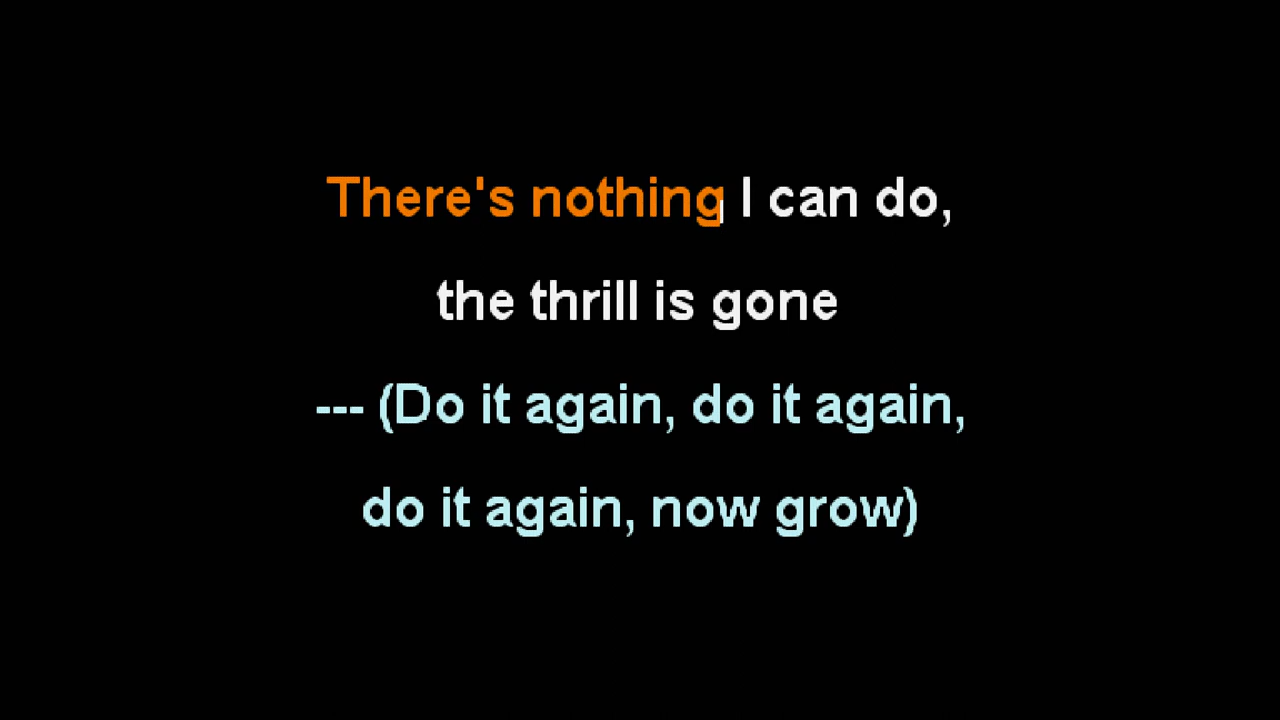 There's nothing I can do,
the thrill is gone
--- (Do it again, do it again,
do it again, now grow)